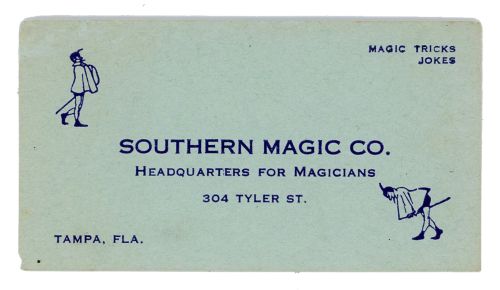 MAGIC TRICKS
JOKES
SOUTHERN MAGIC CO.
HEADQUARTERS FOR MAGICIANS
304 TYLER ST.
TAMPA, FLA.